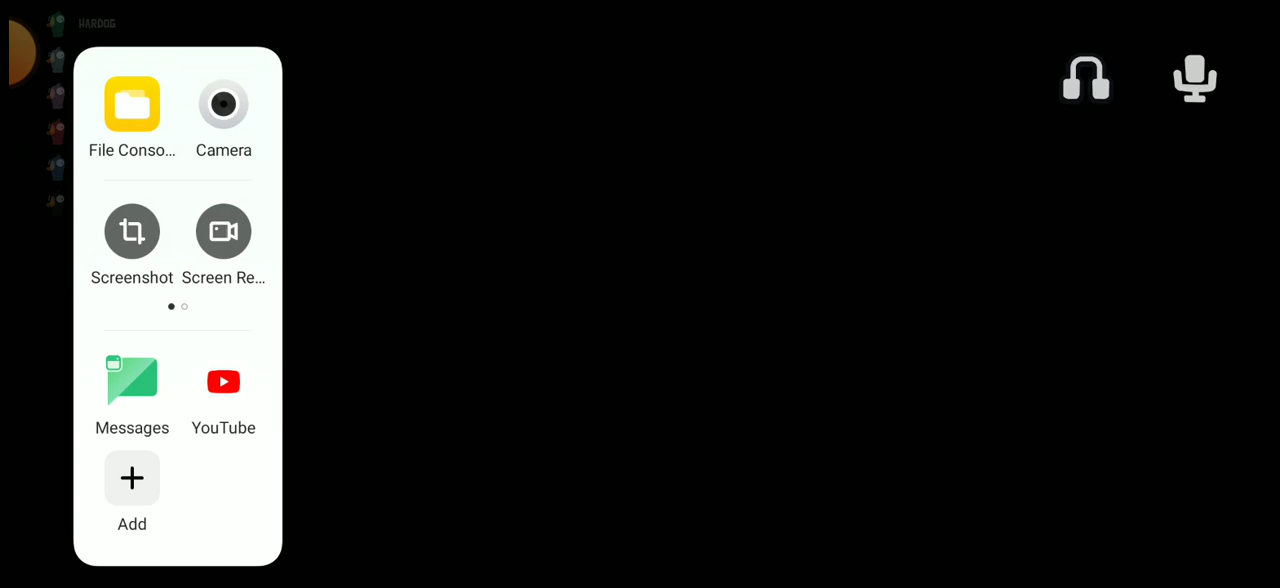 HARDOG
File Conso...
Camera
Screenshot
Screen Re...
Messages
YouTube
Add